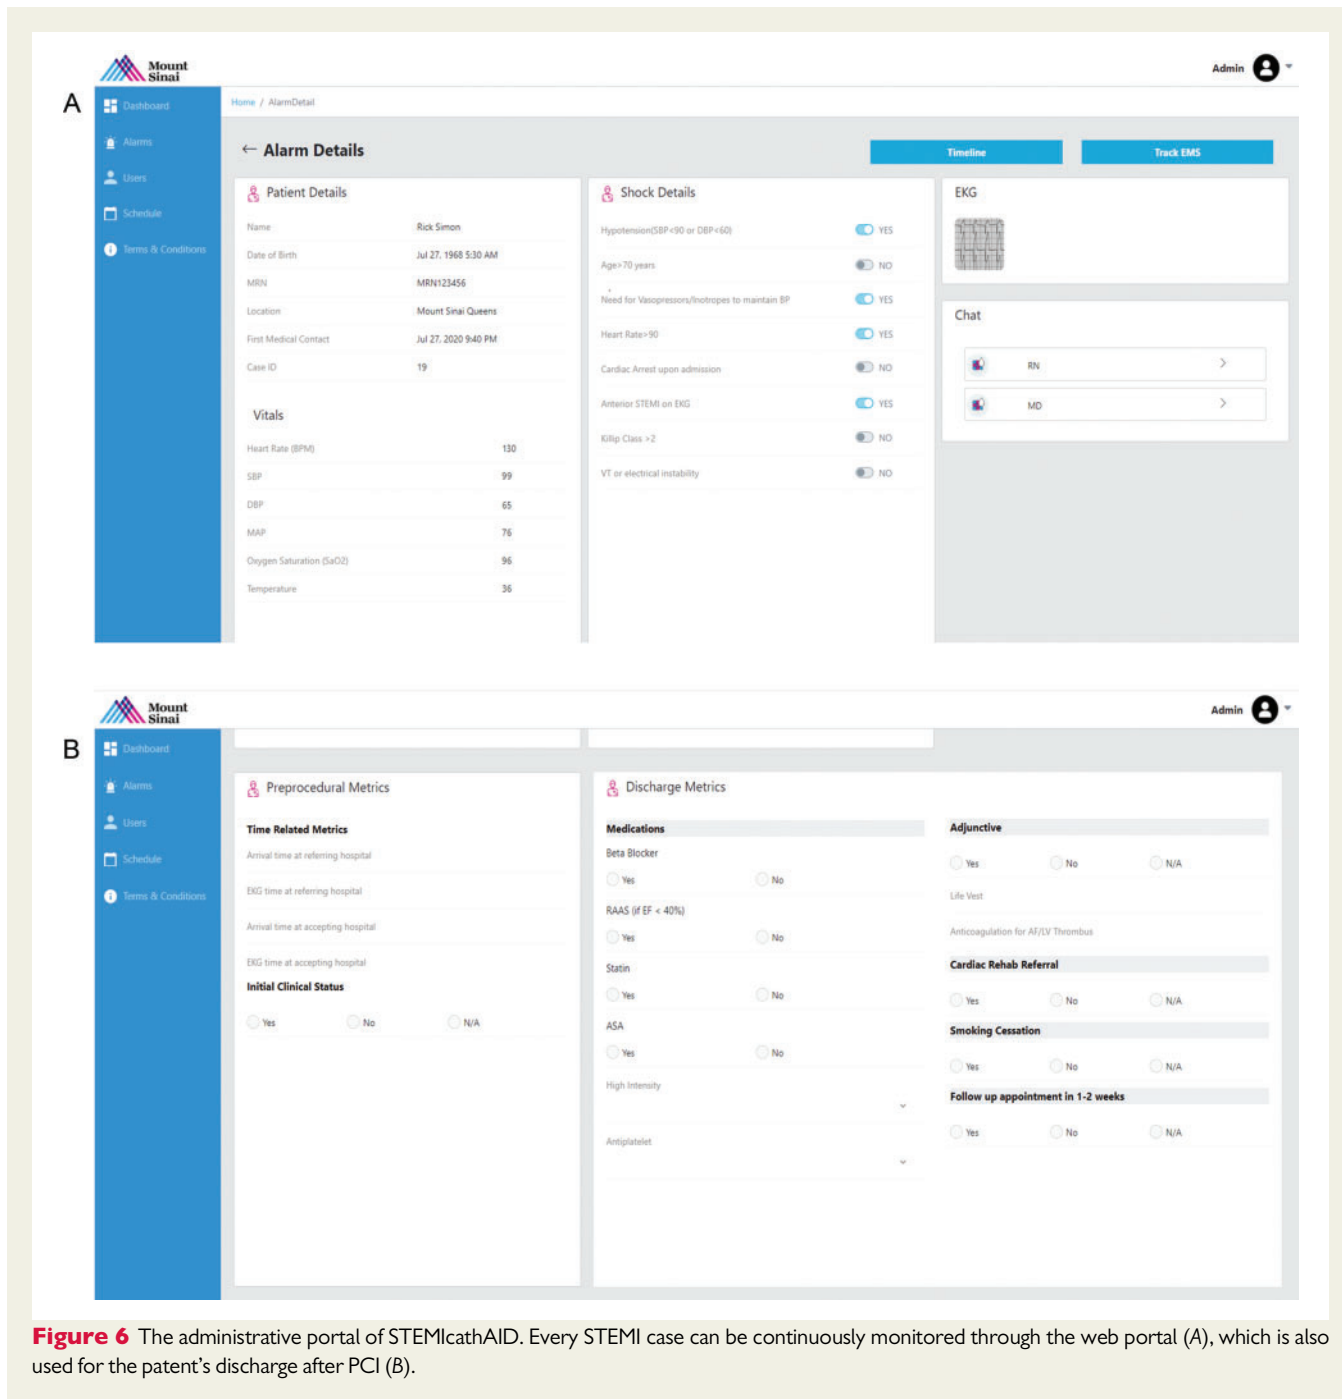 Mount
Sinai
Admin
A
Dashboard
Alarms
Users
Schedule
Terms & Conditions
Home / AlarmDetail
← Alarm Details
Timeline
Track EMS
Patient Details
Name Rick Simon
Date of Birth Jul 27, 1968 5:30 AM
MRN MRN123456
Location Mount Sinai Queens
First Medical Contact Jul 27, 2020 9:40 PM
Case ID 19
Vitals
Heart Rate (BPM) 130
SBP 99
DBP 65
MAP 76
Oxygen Saturation (SaO2) 96
Temperature 36
Shock Details
Hypotension(SBP<90 or DBP<60) YES
Age>70 years NO
Need for Vasopressors/Inotropes to maintain BP YES
Heart Rate>90 YES
Cardiac Arrest upon admission NO
Anterior STEMI on EKG YES
Killip Class >2 NO
VT or electrical instability NO
EKG
Chat
RN
MD
Mount
Sinai
Admin
B
Dashboard
Alarms
Users
Schedule
Terms & Conditions
Preprocedural Metrics
Time Related Metrics
Arrival time at referring hospital
EKG time at referring hospital
Arrival time at accepting hospital
EKG time at accepting hospital
Initial Clinical Status
Yes No N/A
Discharge Metrics
Medications
Beta Blocker
Yes No
RAAS (if EF < 40%)
Yes No
Statin
Yes No
ASA
Yes No
High Intensity
Antiplatelet
Adjunctive
Yes No N/A
Life Vest
Anticoagulation for AF/LV Thrombus
Cardiac Rehab Referral
Yes No N/A
Smoking Cessation
Yes No N/A
Follow up appointment in 1-2 weeks
Yes No N/A
Figure 6 The administrative portal of STEMIcathAID. Every STEMI case can be continuously monitored through the web portal (A), which is also
used for the patent's discharge after PCI (B).